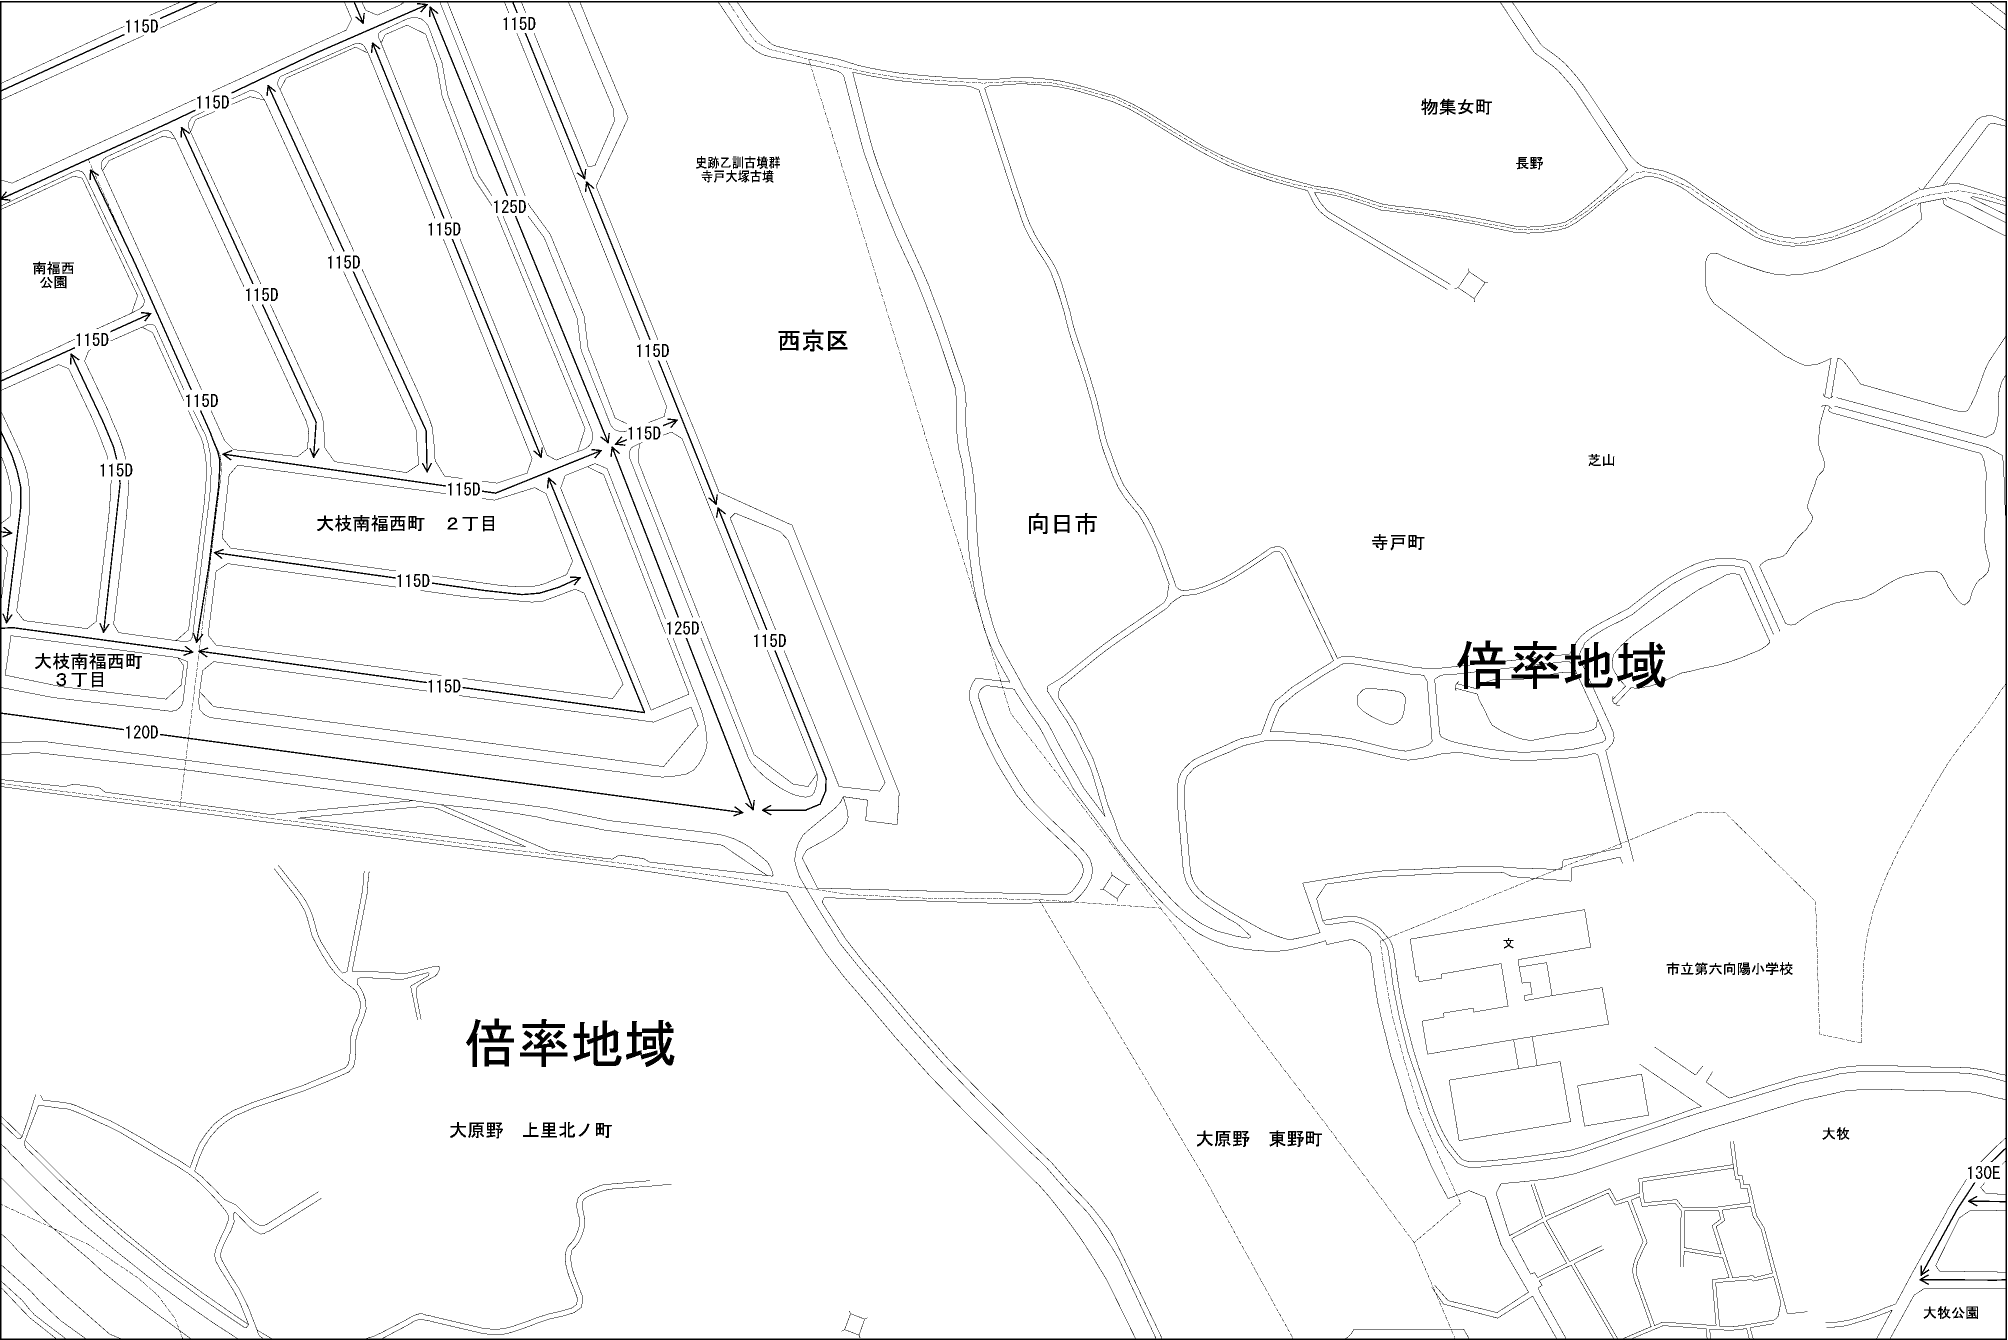 115D
115D
115D
物集女町
史跡乙訓古墳群
寺戸大塚古墳
長野
125D
115D
115D
南福西
公園
115D
115D
西京区
115D
115D
115D
115D
芝山
115D
115D
大枝南福西町 2丁目
向日市
寺戸町
115D
125D
115D
大枝南福西町
3丁目
倍率地域
115D
120D
文
市立第六向陽小学校
倍率地域
大原野 上里北ノ町
大原野 東野町
大牧
130E
大牧公園